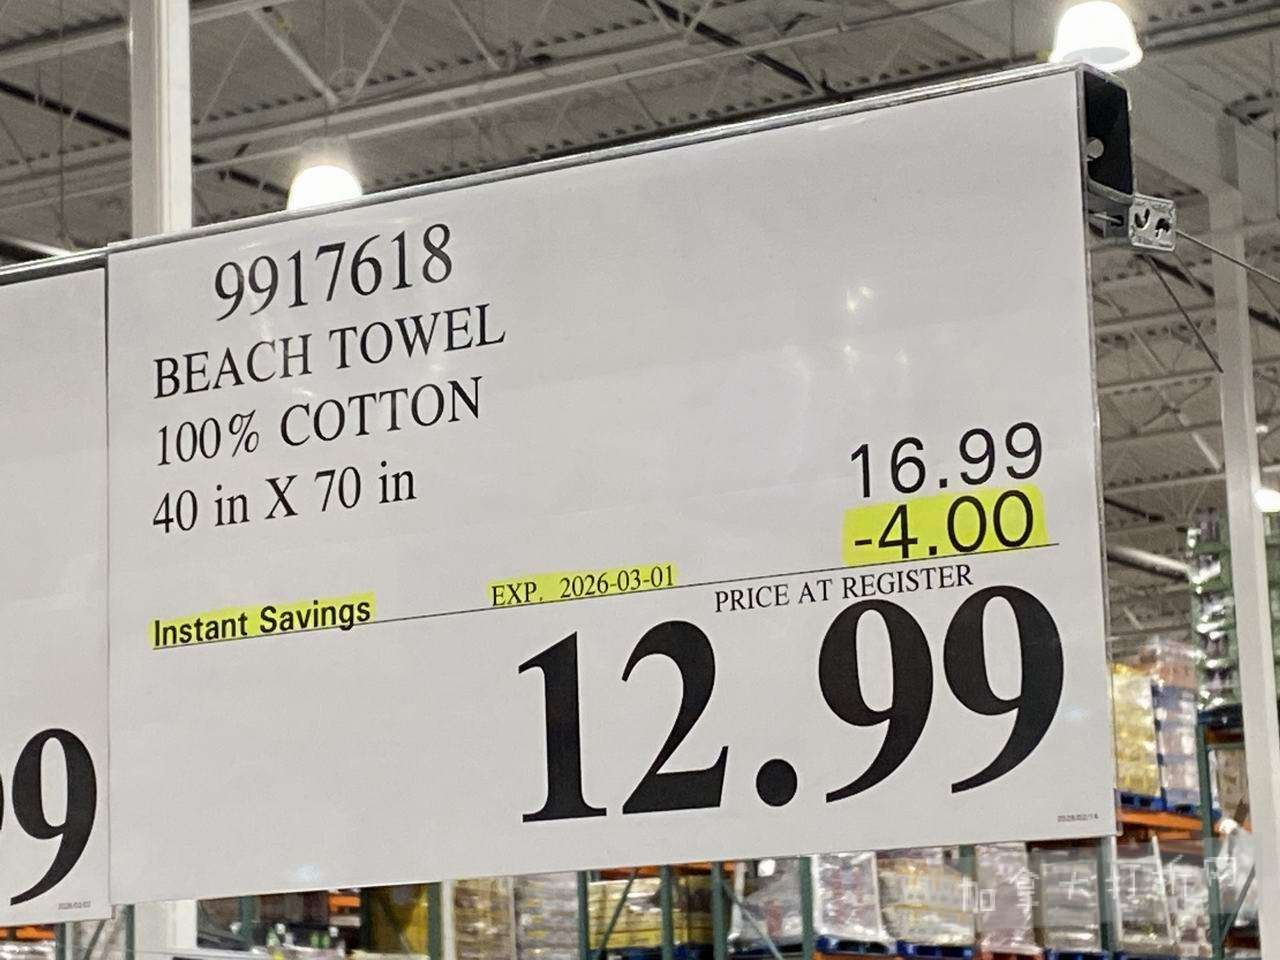 9917618
BEACH TOWEL
100% COTTON
40 in X 70 in
16.99
-4.00
Instant Savings
EXP. 2026-03-01
PRICE AT REGISTER
12.99
9
加拿大打折网